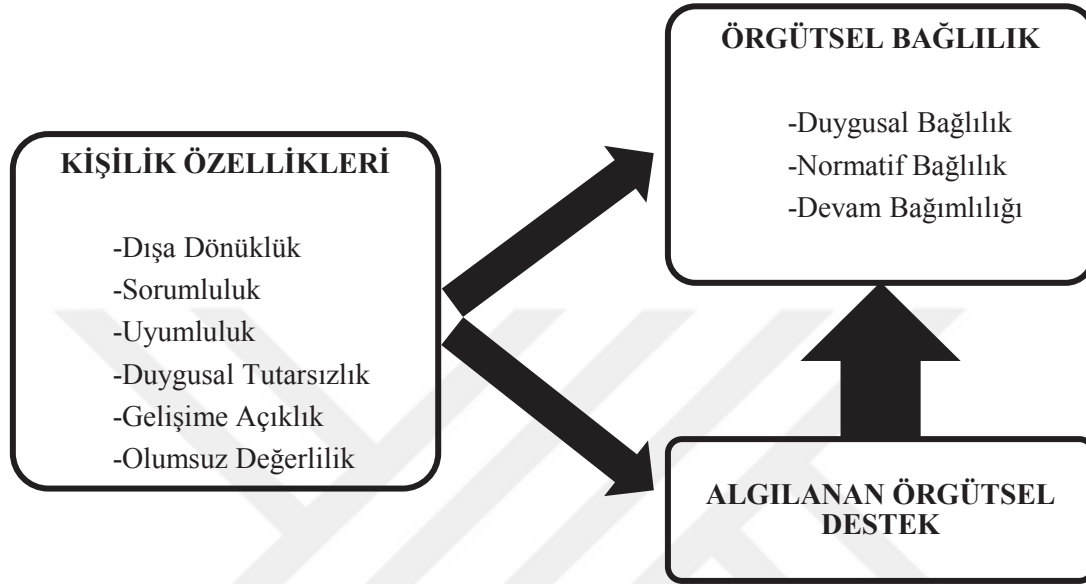 KİŞİLİK ÖZELLİKLERİ
-Dışa Dönüklük
-Sorumluluk
-Uyumluluk
-Duygusal Tutarsızlık
-Gelişime Açıklık
-Olumsuz Değerlilik
ÖRGÜTSEL BAĞLILIK
-Duygusal Bağlılık
-Normatif Bağlılık
-Devam Bağımlılığı
ALGILANAN ÖRGÜTSEL
DESTEK